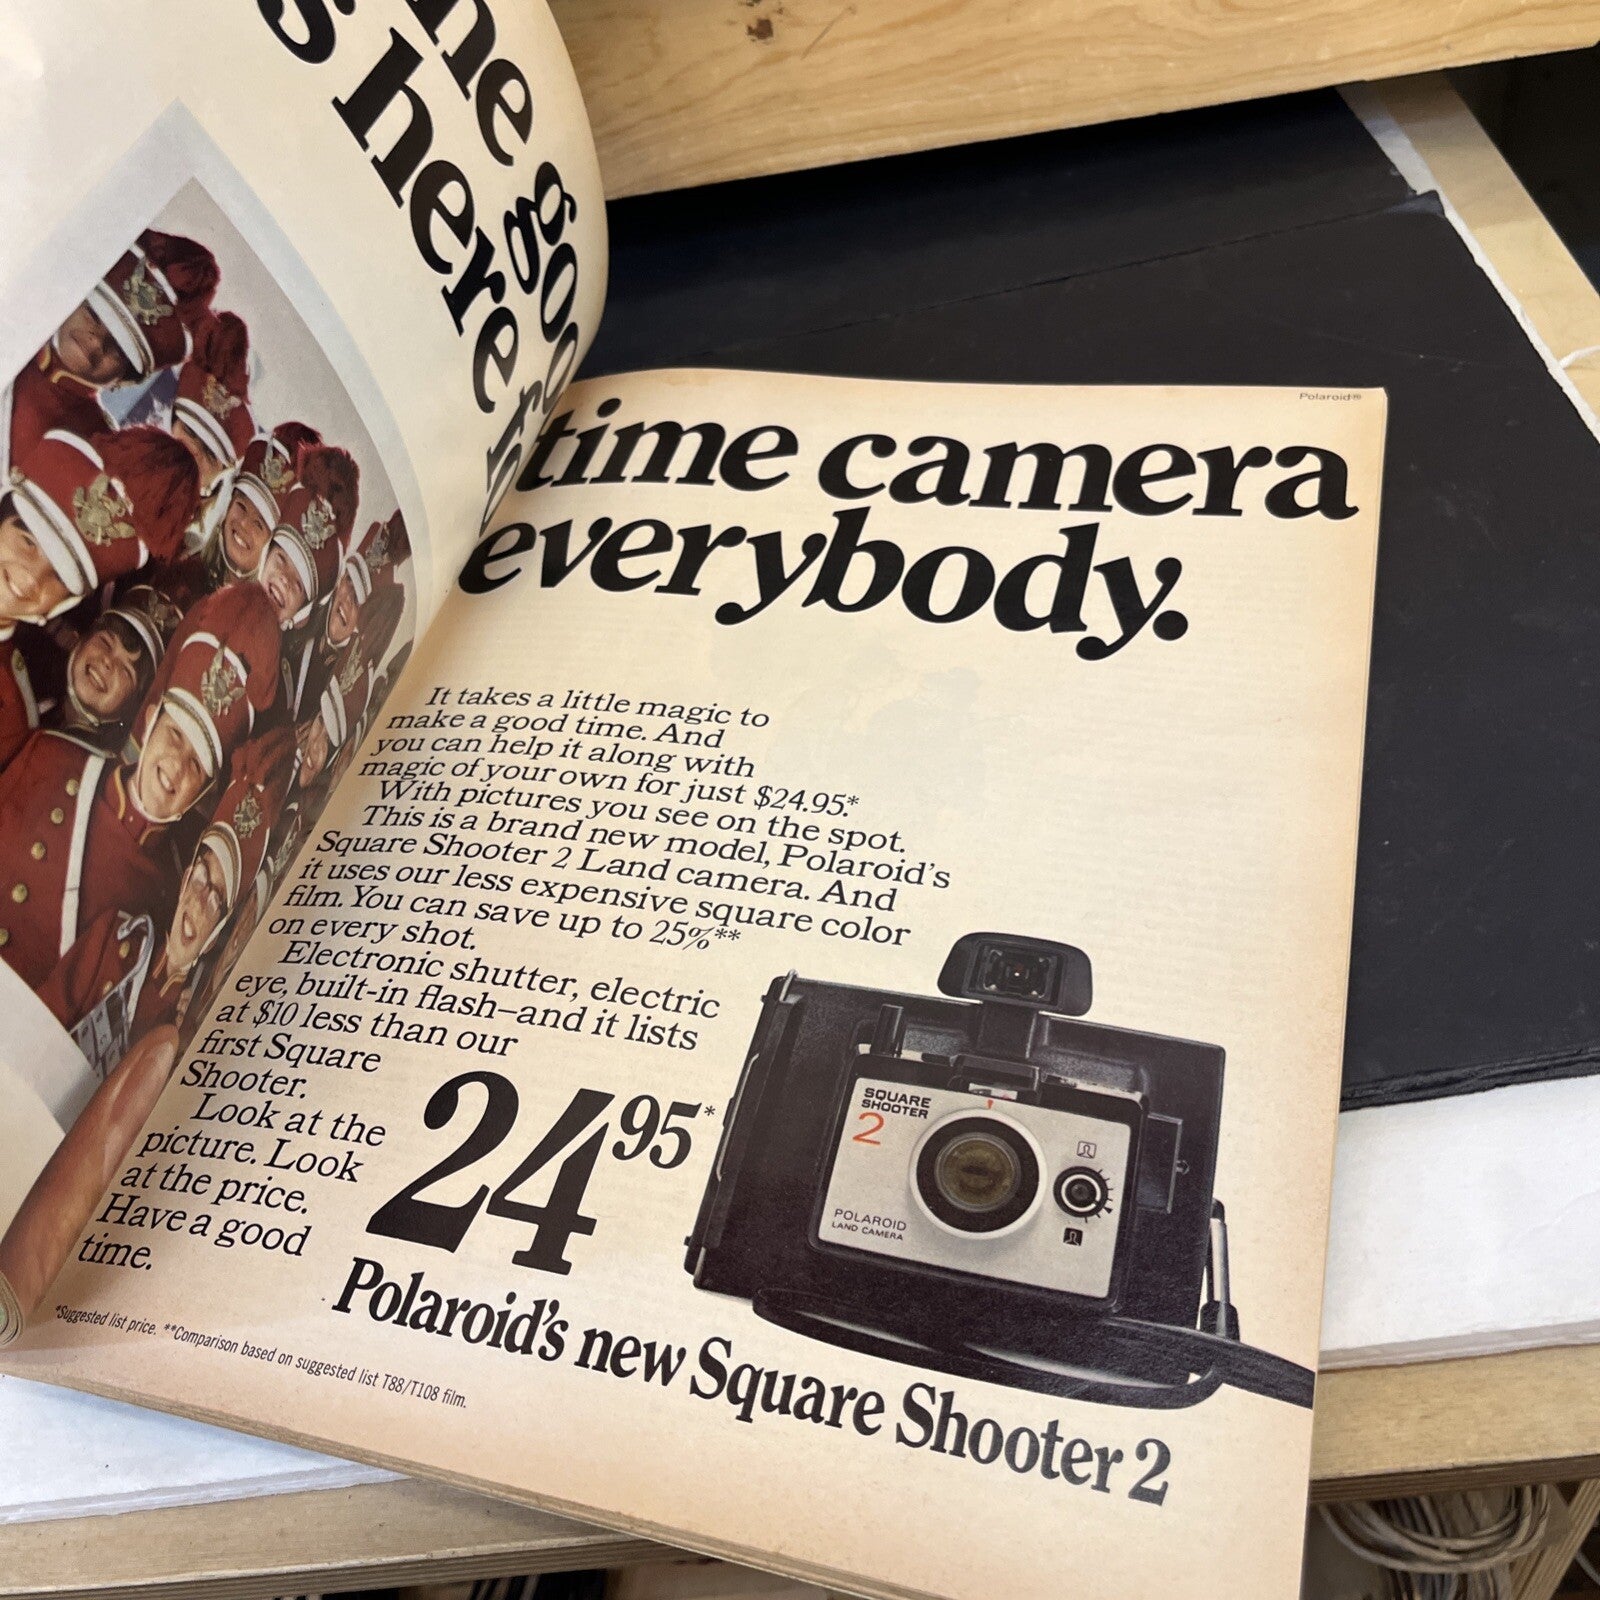 he good
s here
Polaroid®
time camera
everybody.
It takes a little magic to
make a good time. And
you can help it along with
magic of your own for just $24.95*.
With pictures you see on the spot.
This is a brand new model, Polaroid's
Square Shooter 2 Land camera. And
it uses our less expensive square color
film. You can save up to 25%**
on every shot.
Electronic shutter, electric
eye, built-in flash—and it lists
at $10 less than our
first Square
Shooter.
Look at the
picture. Look
at the price.
Have a good
time.
24 95*
SQUARE
SHOOTER
2
POLAROID
LAND CAMERA
Polaroid's new Square Shooter 2
*Suggested list price. **Comparison based on suggested list T88/T108 film.